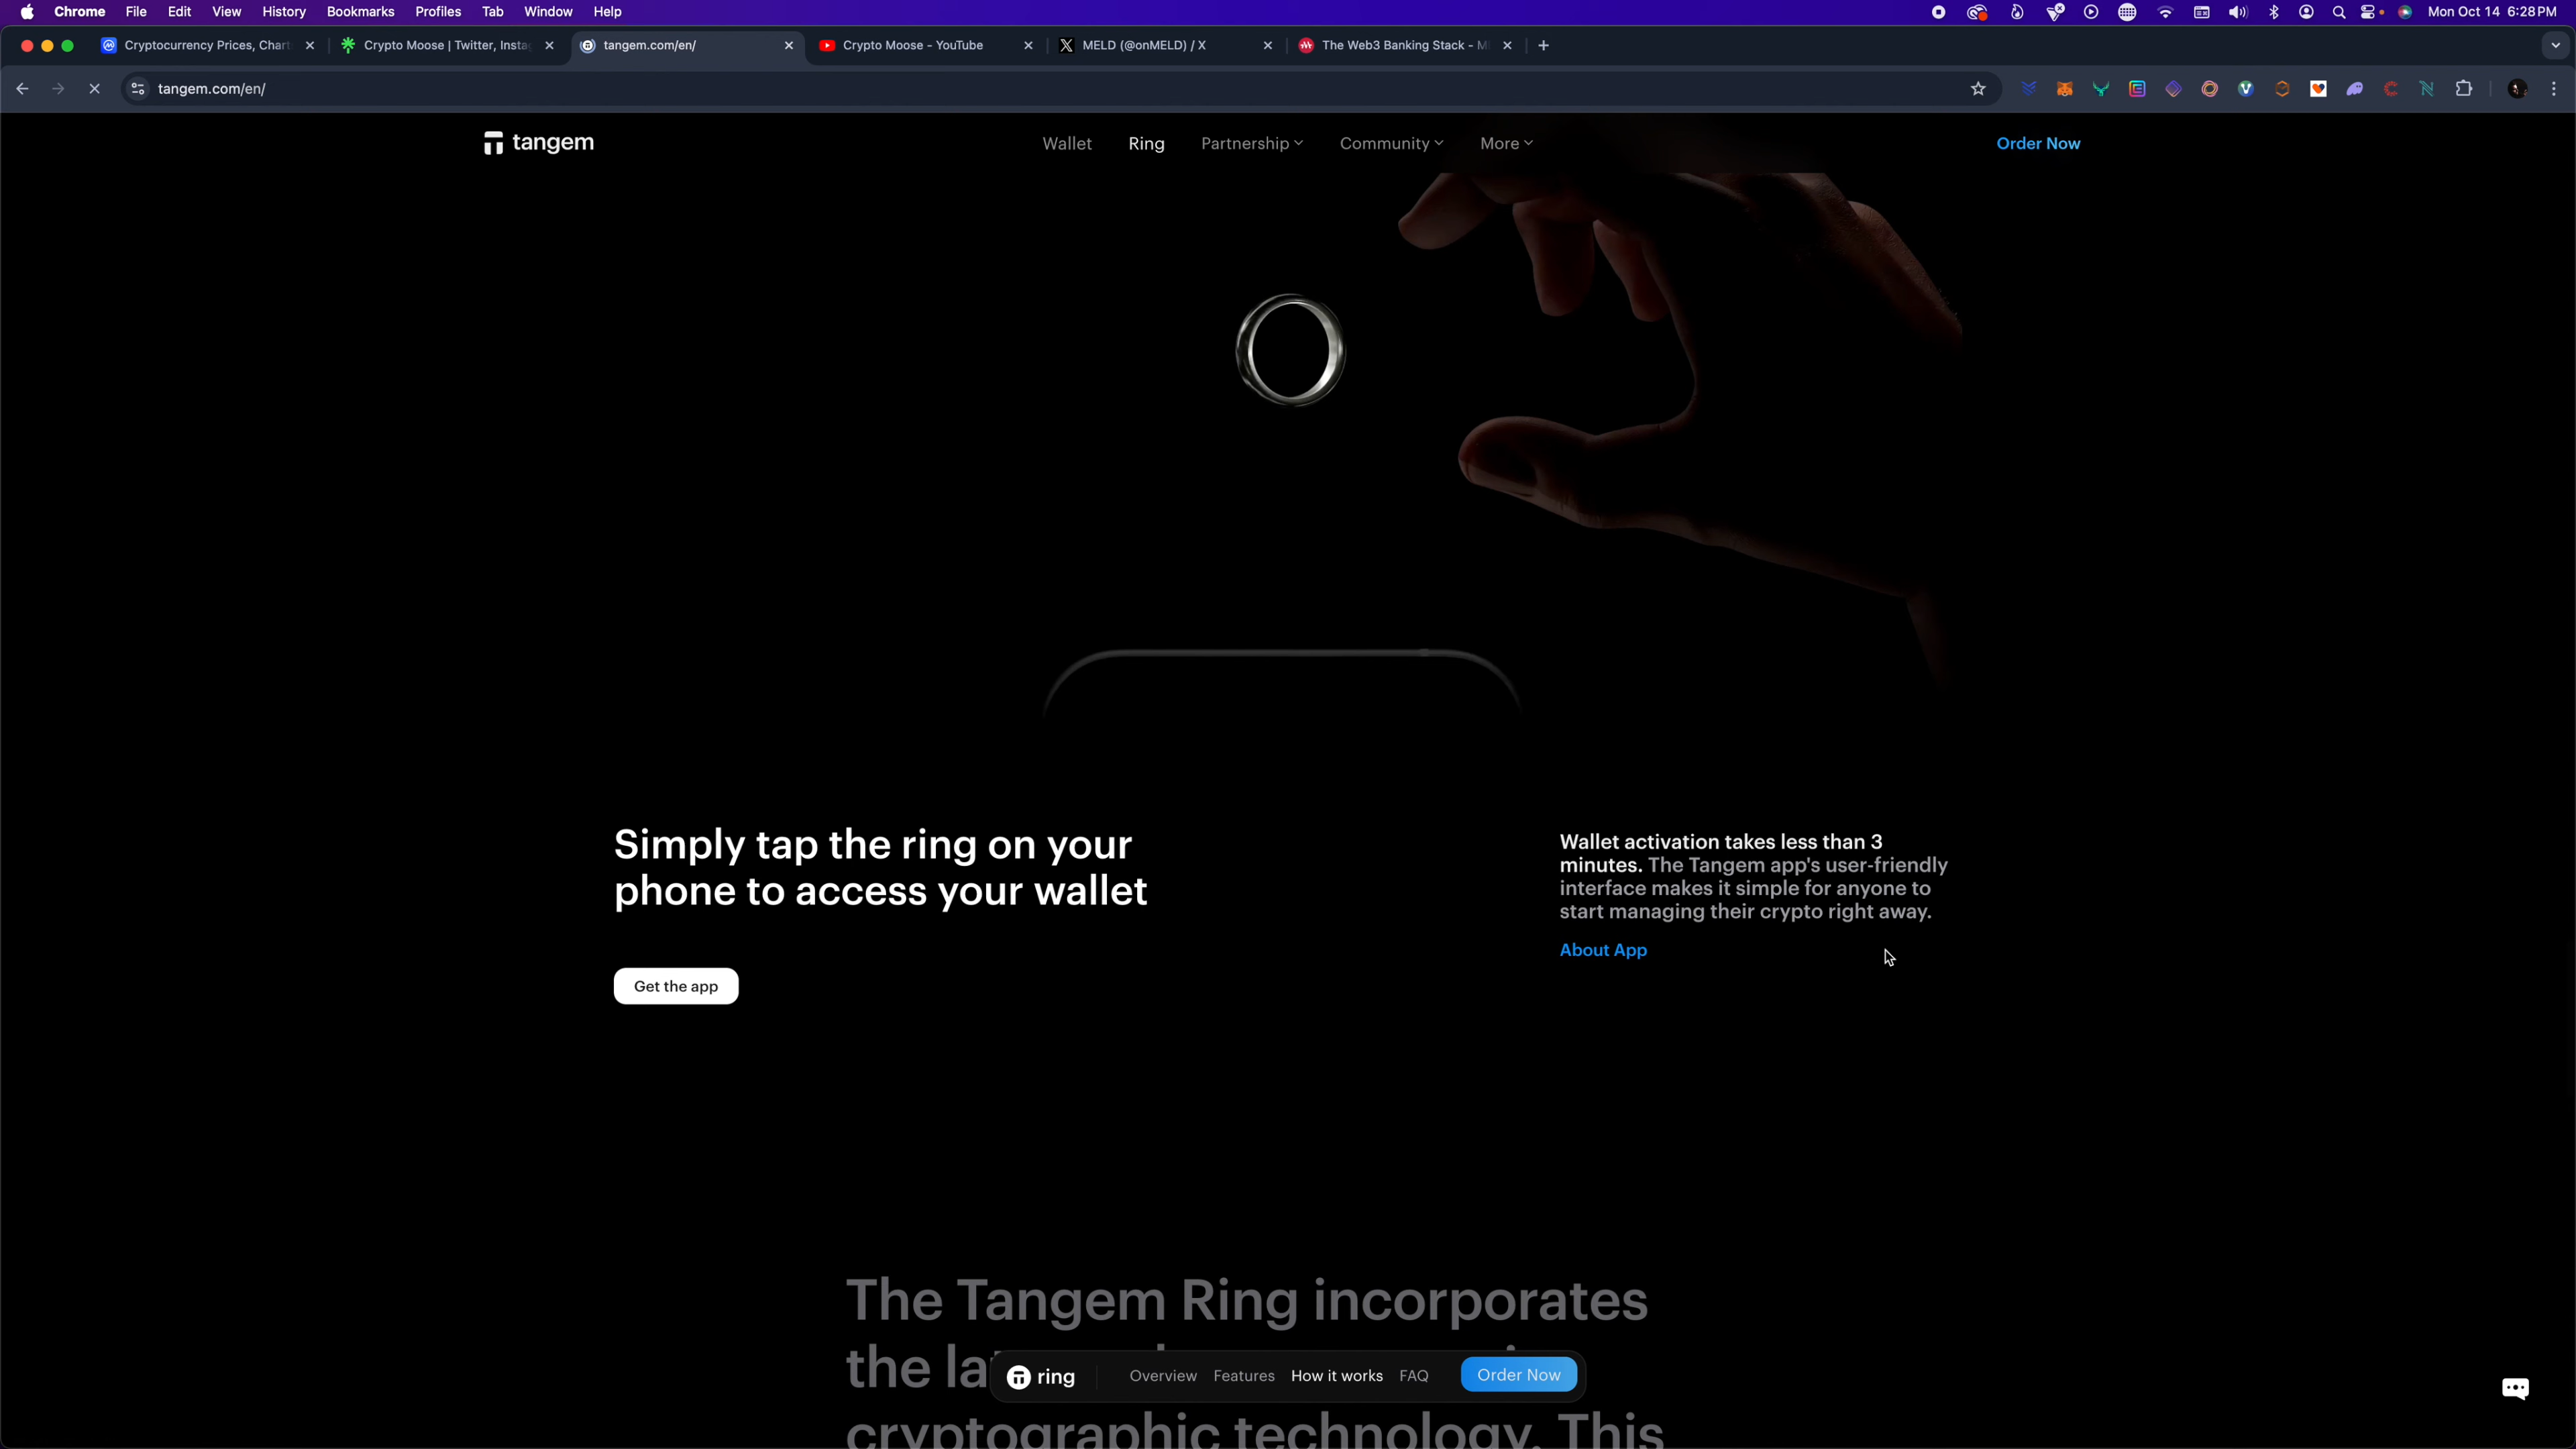 Chrome File Edit View History Bookmarks Profiles Tab Window Help Mon Oct 14 6:28 PM
Cryptocurrency Prices, Chart Crypto Moose | Twitter, Insta tangem.com/en/ Crypto Moose - YouTube MELD (@onMELD) / X The Web3 Banking Stack - M
tangem.com/en/
tangem Wallet Ring Partnership Community More Order Now
Simply tap the ring on your
phone to access your wallet
Get the app
Wallet activation takes less than 3
minutes. The Tangem app's user-friendly
interface makes it simple for anyone to
start managing their crypto right away.
About App
The Tangem Ring incorporates
the la
ring Overview Features How it works FAQ Order Now
cryptographic technology. This